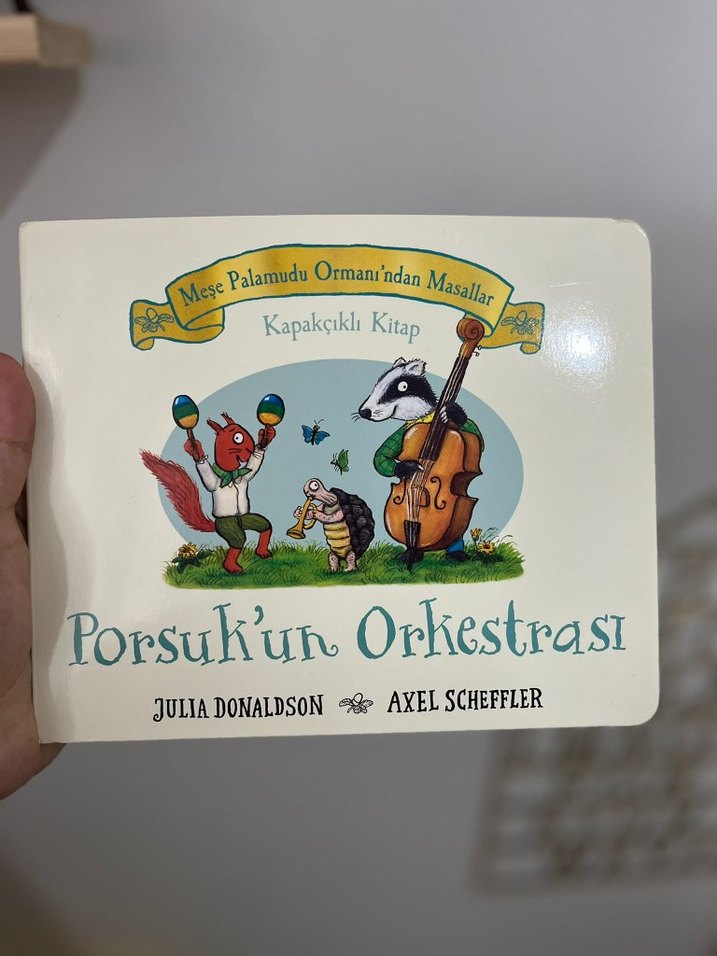 Meşe Palamudu Ormanı'ndan Masallar
Kapakçıklı Kitap
Porsuk'un Orkestrası
JULIA DONALDSON AXEL SCHEFFLER